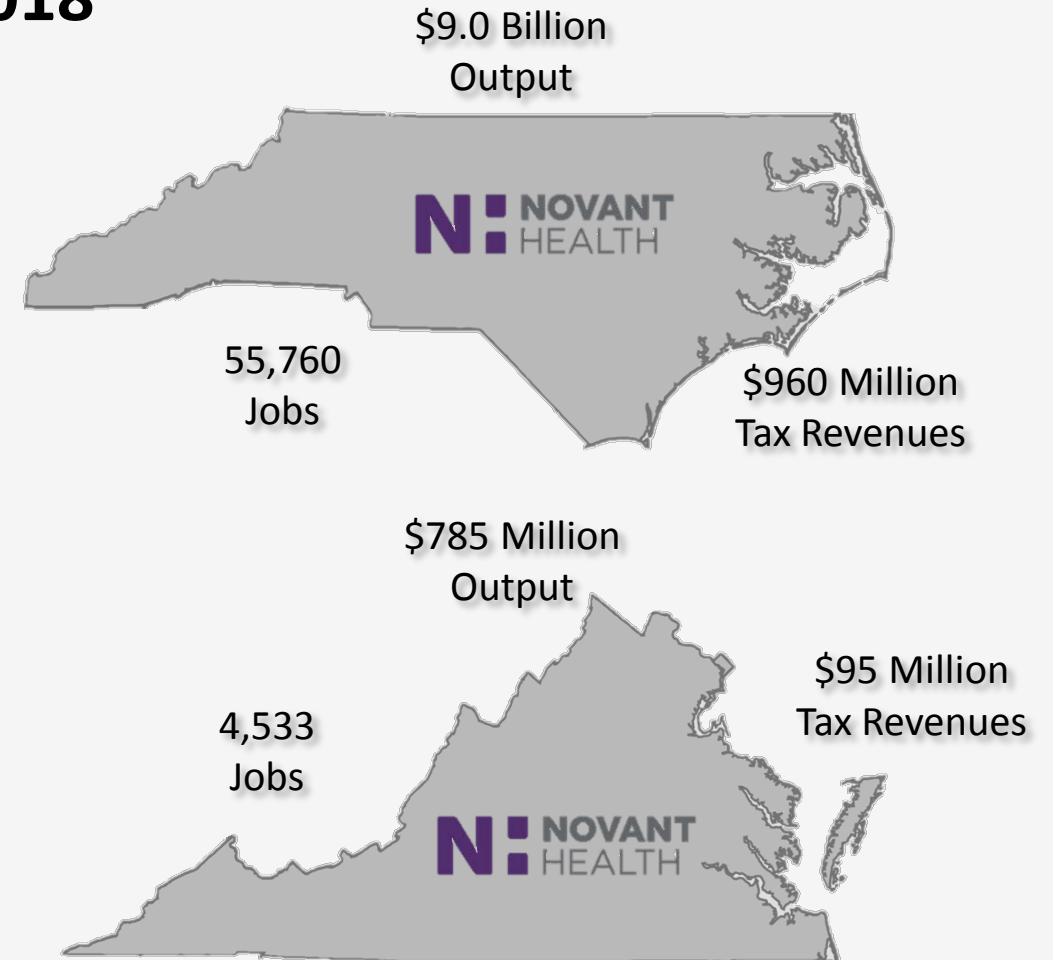 018
$9.0 Billion
Output
N NOVANT
HEALTH
55,760
Jobs
$960 Million
Tax Revenues
$785 Million
Output
$95 Million
Tax Revenues
4,533
Jobs
N NOVANT
HEALTH